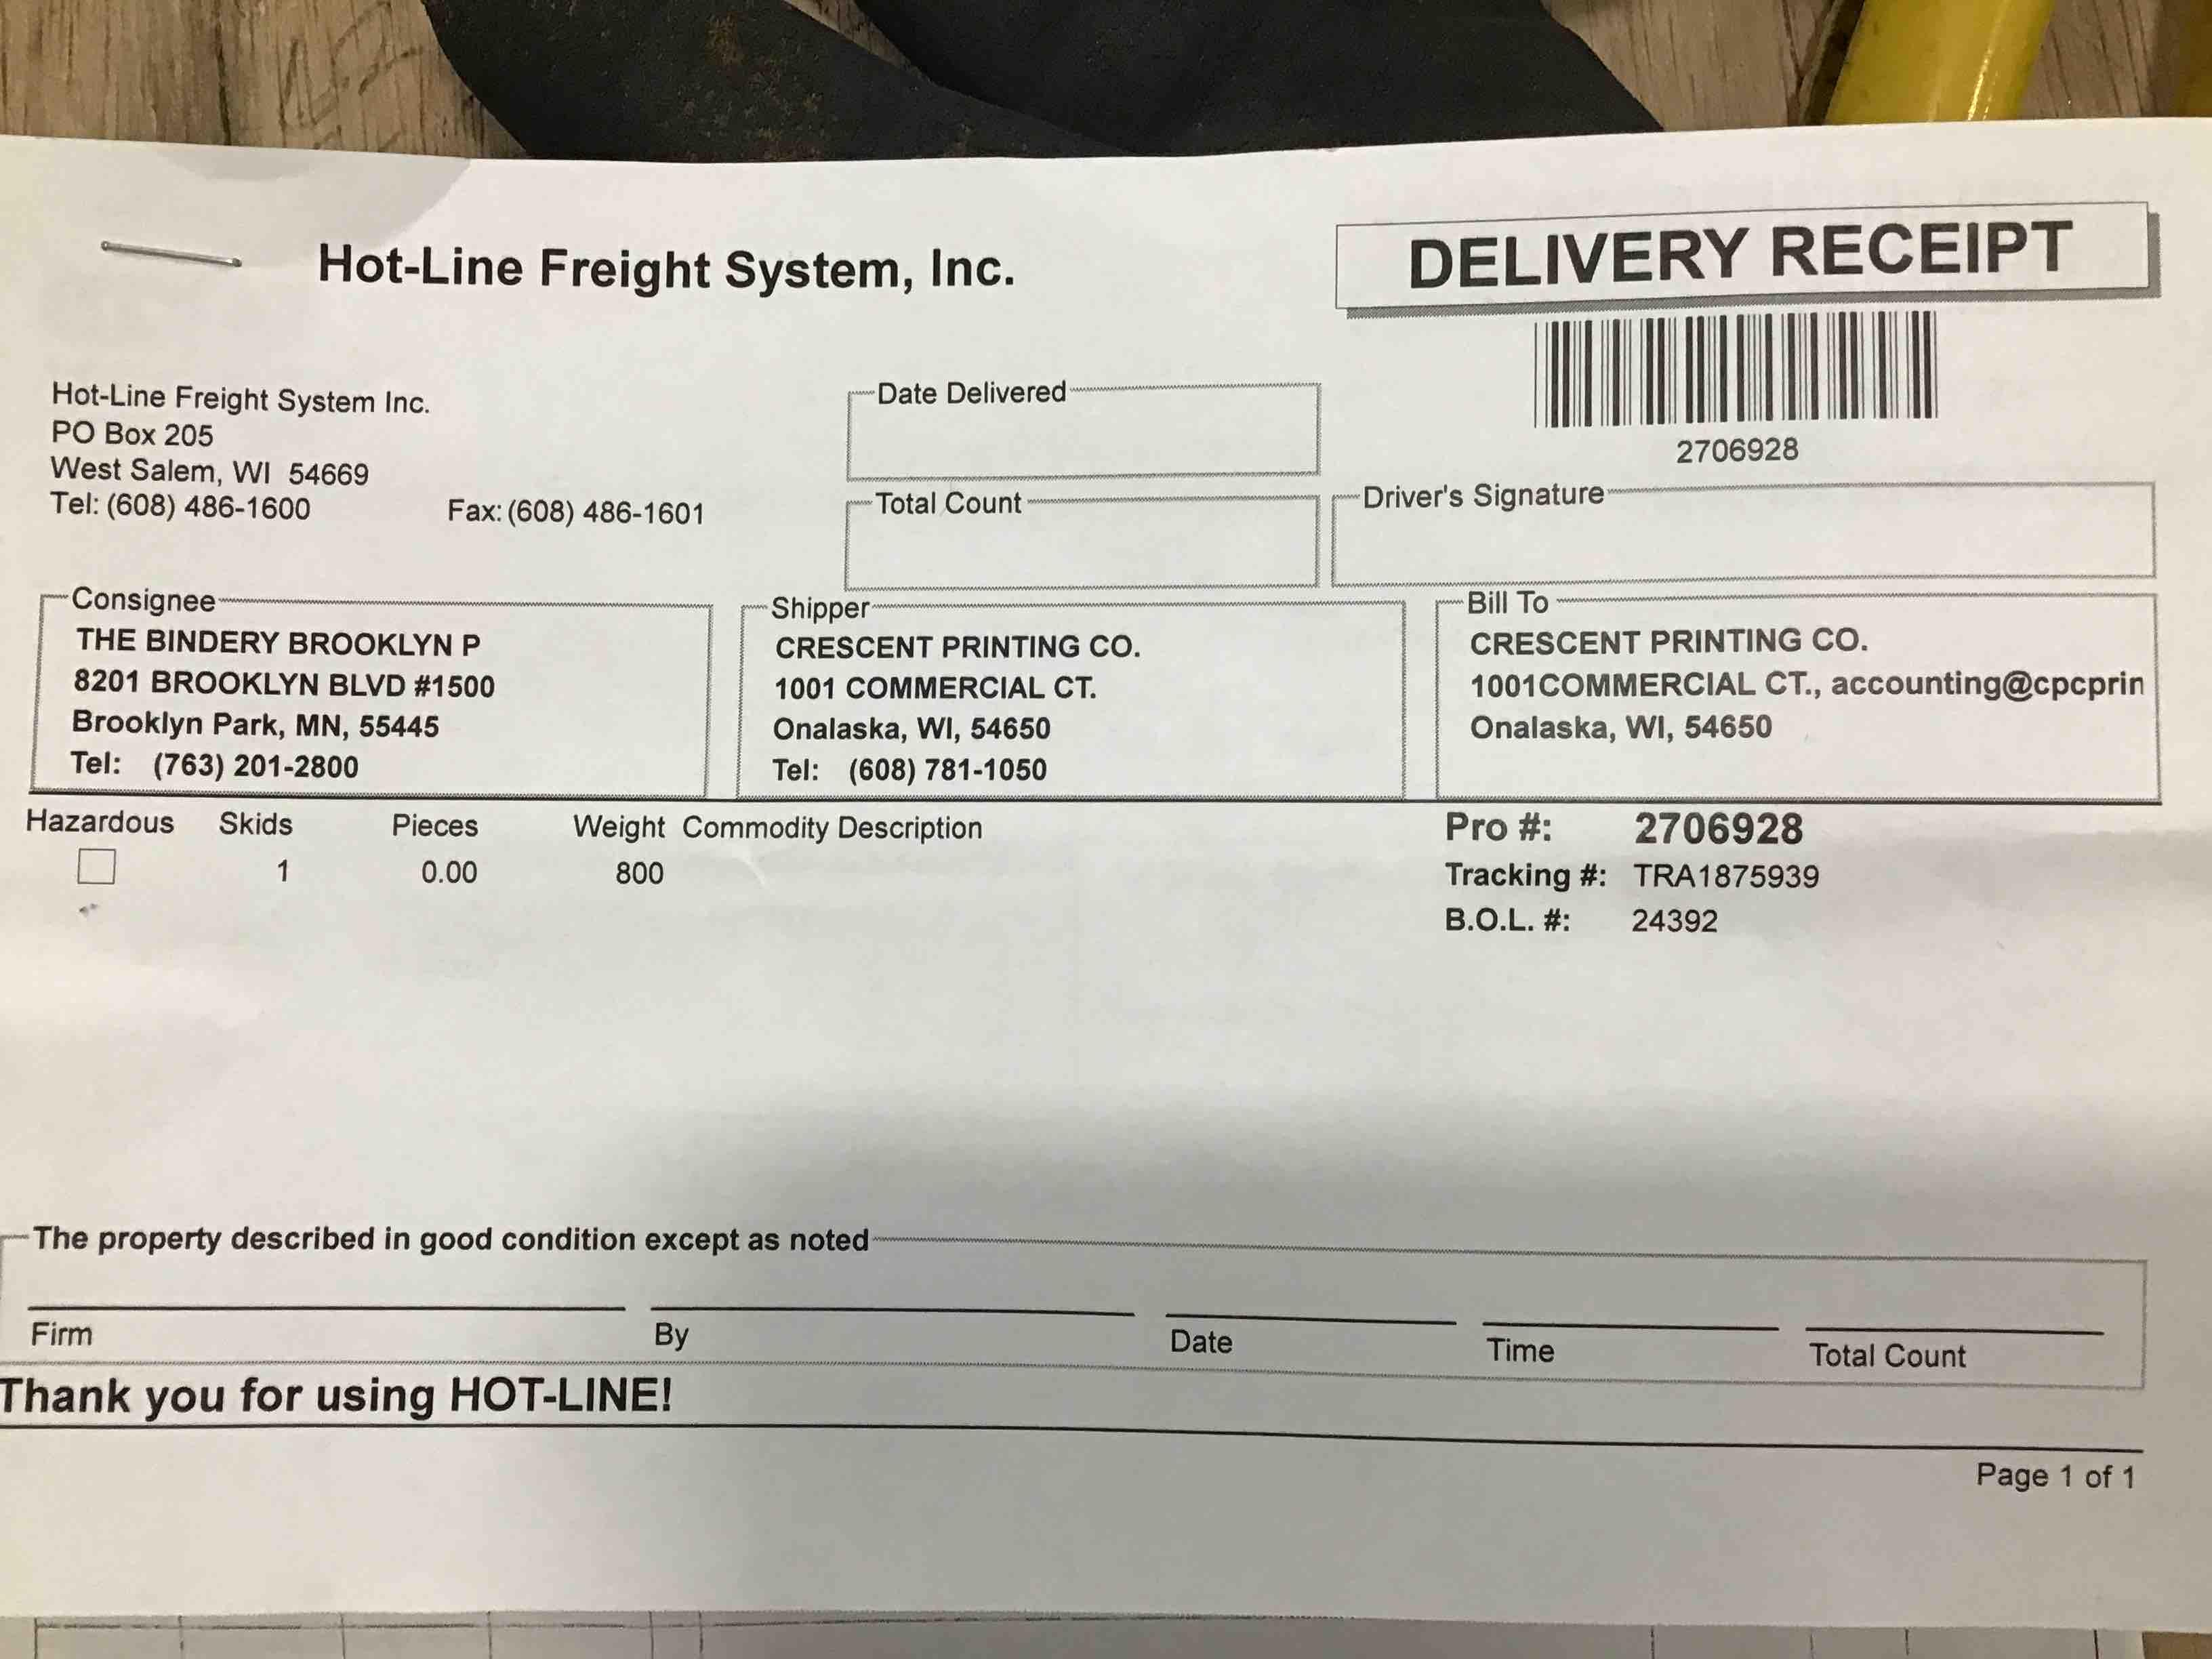 Hot-Line Freight System, Inc.
DELIVERY RECEIPT
2706928
Hot-Line Freight System Inc.
PO Box 205
West Salem, WI 54669
Tel: (608) 486-1600 Fax: (608) 486-1601
Date Delivered
Total Count
Driver's Signature
Consignee
THE BINDERY BROOKLYN P
8201 BROOKLYN BLVD #1500
Brooklyn Park, MN, 55445
Tel: (763) 201-2800
Shipper
CRESCENT PRINTING CO.
1001 COMMERCIAL CT.
Onalaska, WI, 54650
Tel: (608) 781-1050
Bill To
CRESCENT PRINTING CO.
1001COMMERCIAL CT., accounting@cpcprin
Onalaska, WI, 54650
Hazardous Skids Pieces Weight Commodity Description
1 0.00 800
Pro #: 2706928
Tracking #: TRA1875939
B.O.L. #: 24392
The property described in good condition except as noted
Firm By Date Time Total Count
Thank you for using HOT-LINE!
Page 1 of 1